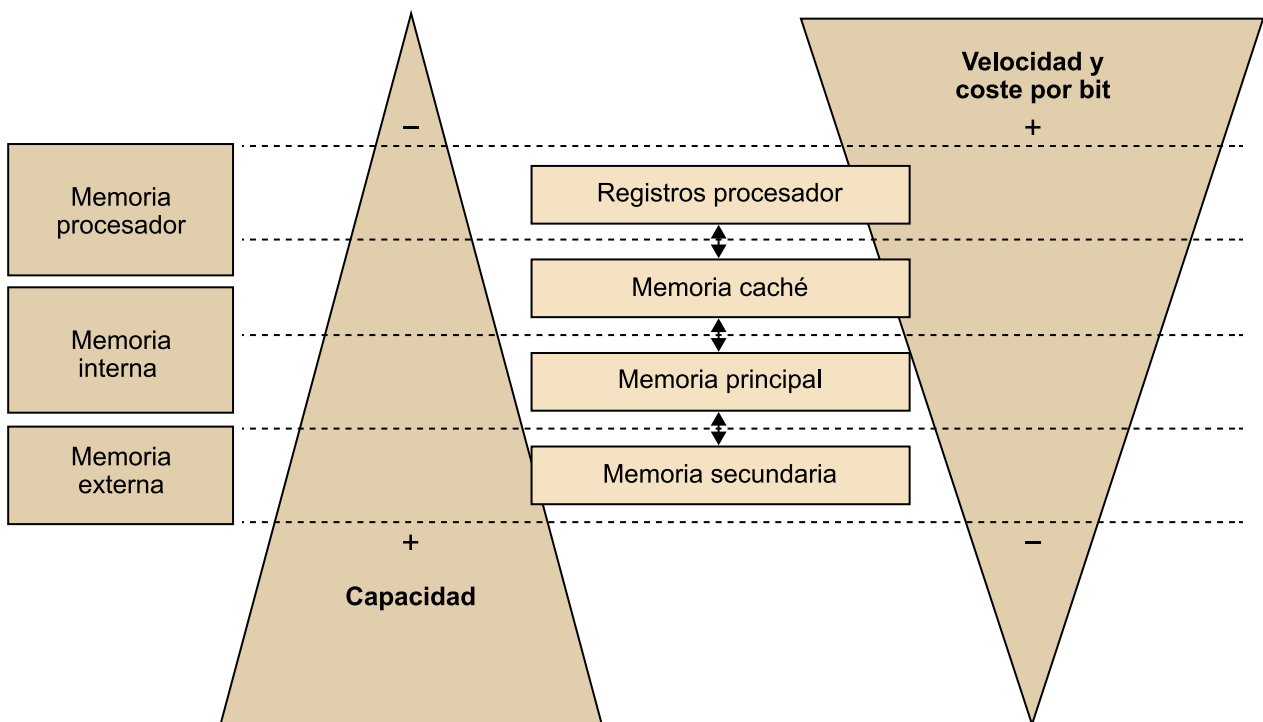 Velocidad y
coste por bit
−
+
Memoria
procesador
Registros procesador
Memoria caché
Memoria
interna
Memoria principal
Memoria
externa
Memoria secundaria
+
−
Capacidad